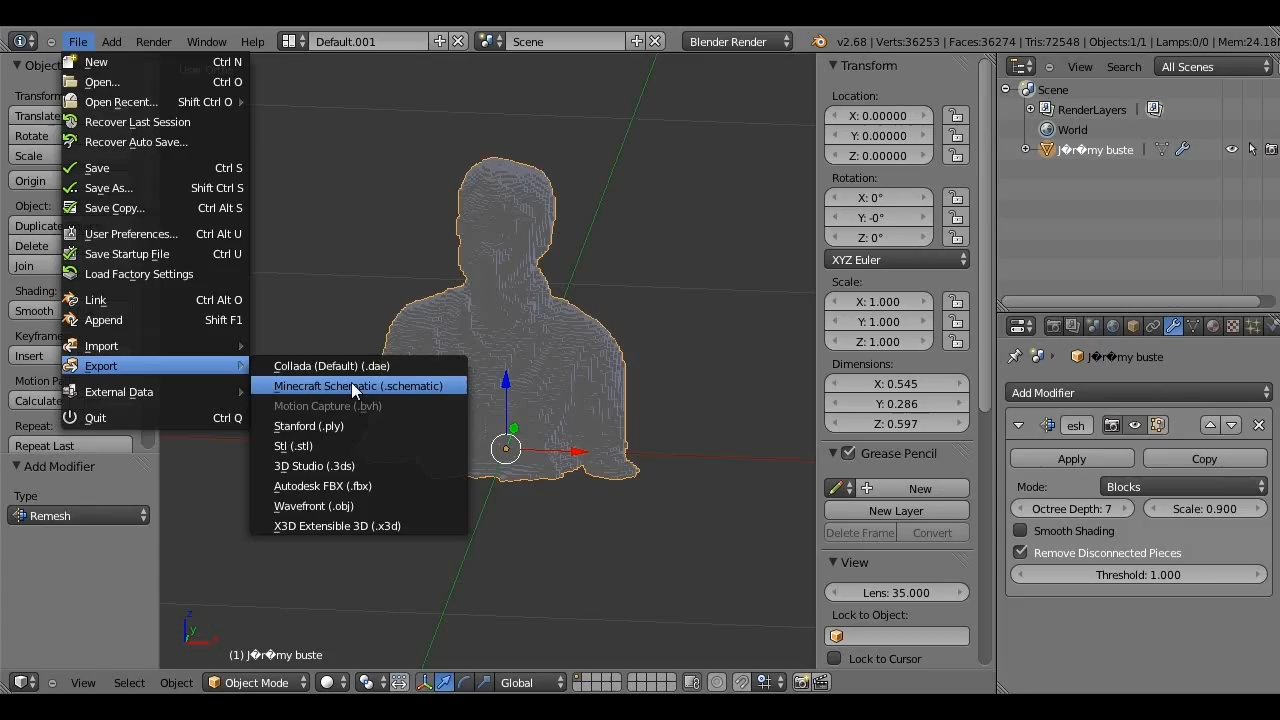 File Add Render Window Help Default.001 Scene Blender Render v2.68 | Verts:36253 | Faces:36274 | Tris:72548 | Objects:1/1 | Lamps:0/0 | Mem:24.18
New Ctrl N
Open... Ctrl O
Open Recent... Shift Ctrl O
Recover Last Session
Recover Auto Save...
Save Ctrl S
Save As... Shift Ctrl S
Save Copy... Ctrl Alt S
User Preferences... Ctrl Alt U
Save Startup File Ctrl U
Load Factory Settings
Link Ctrl Alt O
Append Shift F1
Import
Export
External Data
Quit Ctrl Q
Collada (Default) (.dae)
Minecraft Schematic (.schematic)
Motion Capture (.bvh)
Stanford (.ply)
Stl (.stl)
3D Studio (.3ds)
Autodesk FBX (.fbx)
Wavefront (.obj)
X3D Extensible 3D (.x3d)
Object
Transform
Translate
Rotate
Scale
Origin
Object:
Duplicate
Delete
Join
Shading:
Smooth
Keyframe
Insert
Motion Pa
Calculate
Repeat:
Repeat Last
Add Modifier
Type
Remesh
z
y
x
(1) J�r�my buste
View Select Object Object Mode Global
Transform
Location:
X: 0.00000
Y: 0.00000
Z: 0.00000
Rotation:
X: 0°
Y: -0°
Z: 0°
XYZ Euler
Scale:
X: 1.000
Y: 1.000
Z: 1.000
Dimensions:
X: 0.545
Y: 0.286
Z: 0.597
Grease Pencil
New
New Layer
Delete Frame Convert
View
Lens: 35.000
Lock to Object:
Lock to Cursor
View Search All Scenes
Scene
RenderLayers
World
J�r�my buste
J�r�my buste
Add Modifier
esh
Apply Copy
Mode: Blocks
Octree Depth: 7 Scale: 0.900
Smooth Shading
Remove Disconnected Pieces
Threshold: 1.000